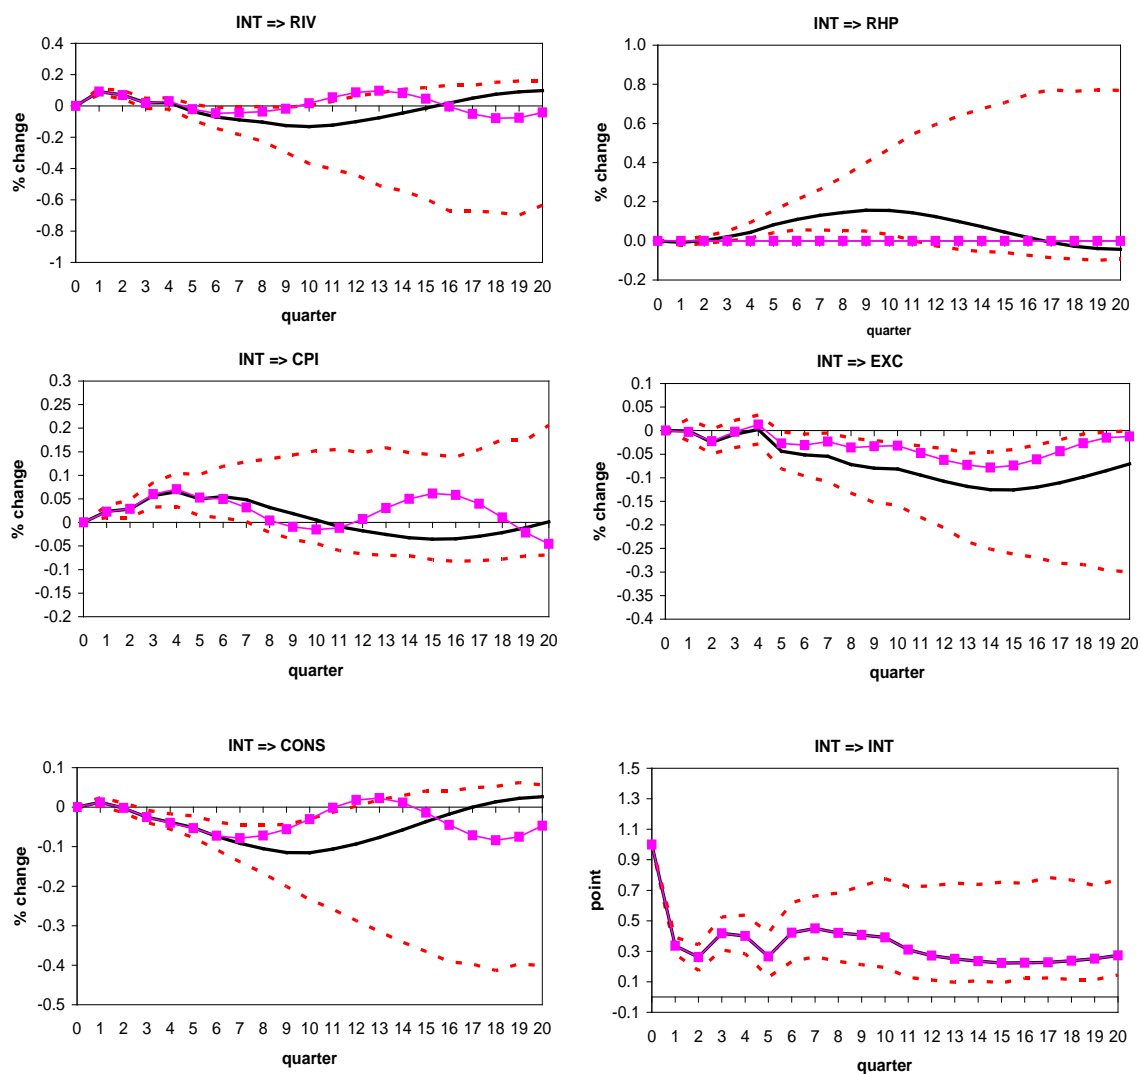 INT => RIV
% change
0.4
0.2
0
-0.2
-0.4
-0.6
-0.8
-1
0 1 2 3 4 5 6 7 8 9 10 11 12 13 14 15 16 17 18 19 20
quarter
INT => RHP
% change
1.0
0.8
0.6
0.4
0.2
0.0
-0.2
0 1 2 3 4 5 6 7 8 9 10 11 12 13 14 15 16 17 18 19 20
quarter
INT => CPI
% change
0.3
0.25
0.2
0.15
0.1
0.05
0
-0.05
-0.1
-0.15
-0.2
0 1 2 3 4 5 6 7 8 9 10 11 12 13 14 15 16 17 18 19 20
quarter
INT => EXC
% change
0.1
0.05
0
-0.05
-0.1
-0.15
-0.2
-0.25
-0.3
-0.35
-0.4
0 1 2 3 4 5 6 7 8 9 10 11 12 13 14 15 16 17 18 19 20
quarter
INT => CONS
% change
0.1
0
-0.1
-0.2
-0.3
-0.4
-0.5
0 1 2 3 4 5 6 7 8 9 10 11 12 13 14 15 16 17 18 19 20
quarter
INT => INT
point
1.5
1.3
1.1
0.9
0.7
0.5
0.3
0.1
-0.1
0 1 2 3 4 5 6 7 8 9 10 11 12 13 14 15 16 17 18 19 20
quarter